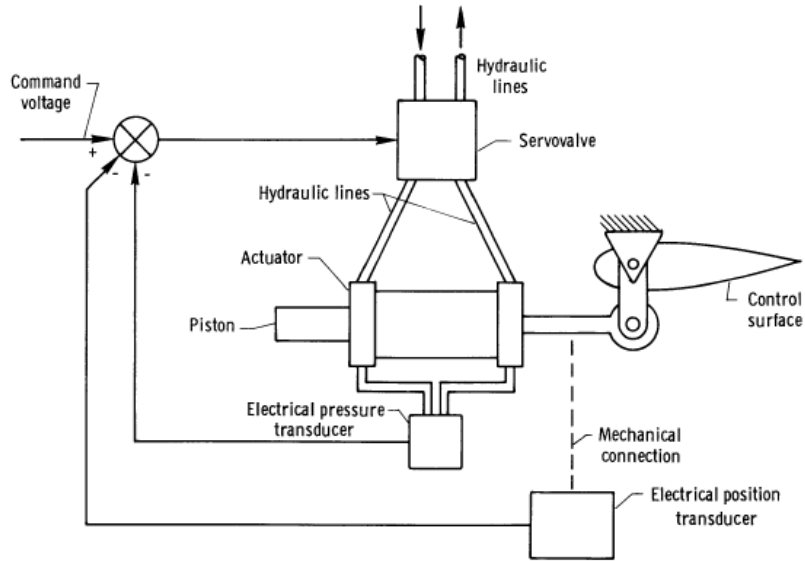 Hydraulic
lines
Command
voltage
+
-
-
Servovalve
Hydraulic lines
Actuator
Piston
Control
surface
Electrical pressure
transducer
Mechanical
connection
Electrical position
transducer